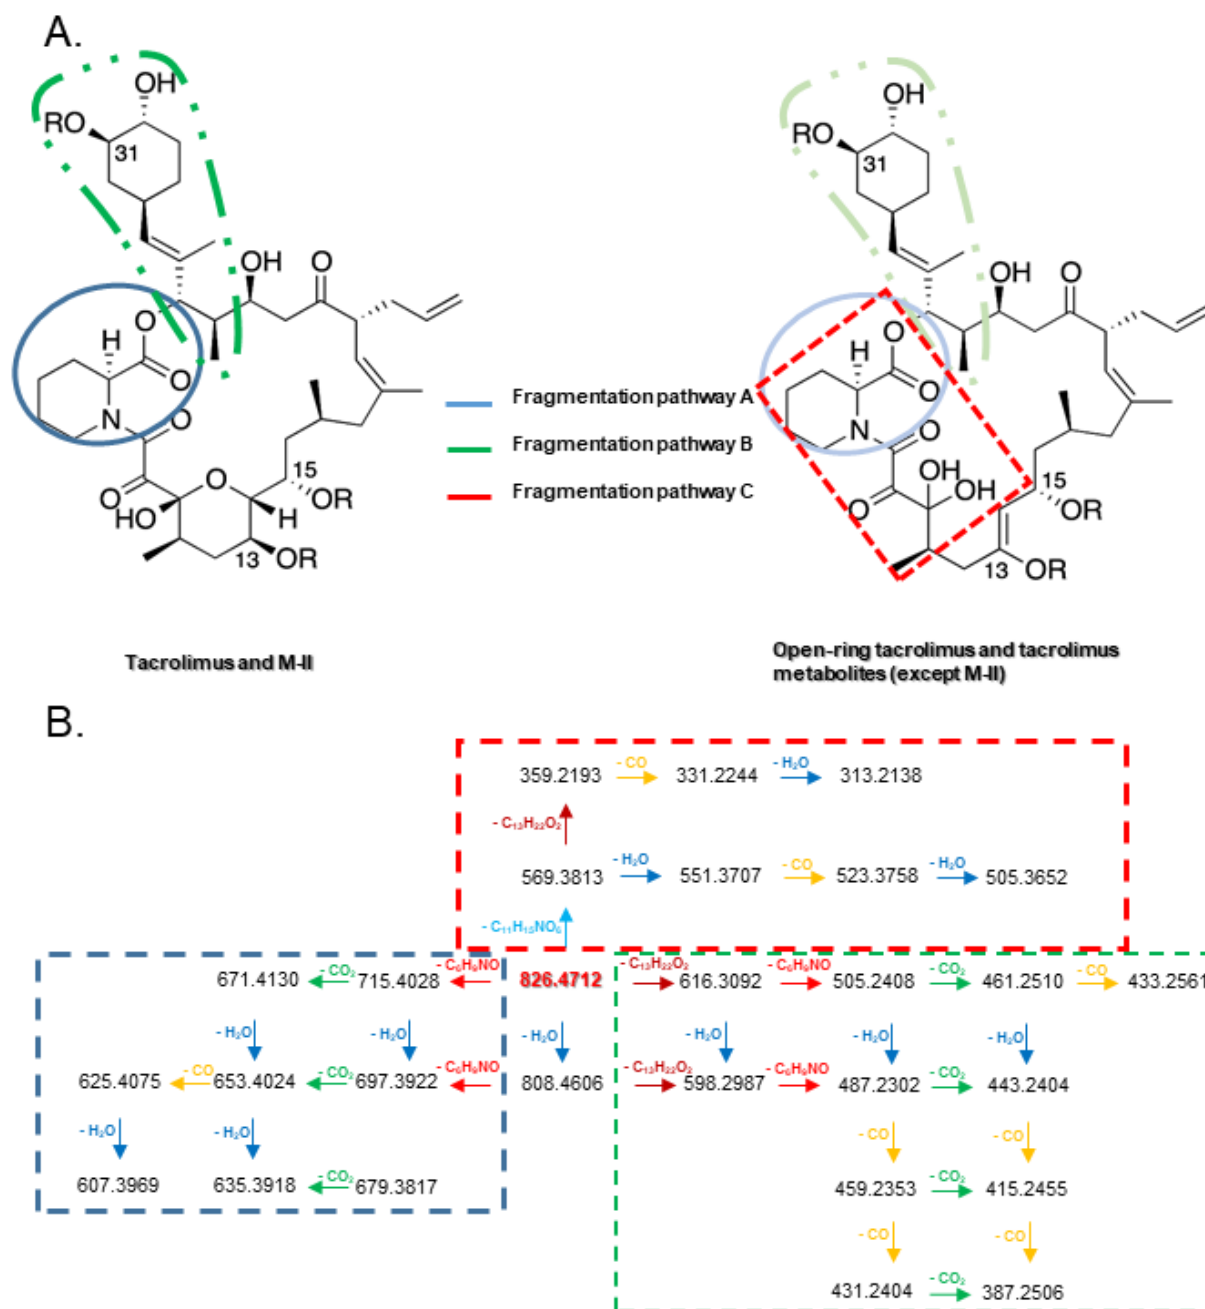 A.
OH
OH
RO
31
RO
31
OH
O
OH
O
O
H
O
H
O
O
N
O
N
O
O
O
15
OR
HO
H
13
OR
Fragmentation pathway A
Fragmentation pathway B
Fragmentation pathway C
OH
OH
O
15
OR
13
OR
Tacrolimus and M-II
Open-ring tacrolimus and tacrolimus
metabolites (except M-II)
B.
359.2193 - CO 331.2244 - H₂O 313.2138
- C₁₃H₂₂O₂
569.3813 - H₂O 551.3707 - CO 523.3758 - H₂O 505.3652
- C₁₁H₁₅NO₆
671.4130 - CO₂ 715.4028 - C₆H₉NO 826.4712 - C₁₃H₂₂O₂ 616.3092 - C₆H₉NO 505.2408 - CO₂ 461.2510 - CO 433.2561
- H₂O - H₂O - H₂O - H₂O - H₂O - H₂O
625.4075 - CO 653.4024 - CO₂ 697.3922 - C₆H₉NO 808.4606 - C₁₃H₂₂O₂ 598.2987 - C₆H₉NO 487.2302 - CO₂ 443.2404
- H₂O - H₂O - CO - CO
607.3969 635.3918 - CO₂ 679.3817 459.2353 - CO₂ 415.2455
- CO - CO
431.2404 - CO₂ 387.2506